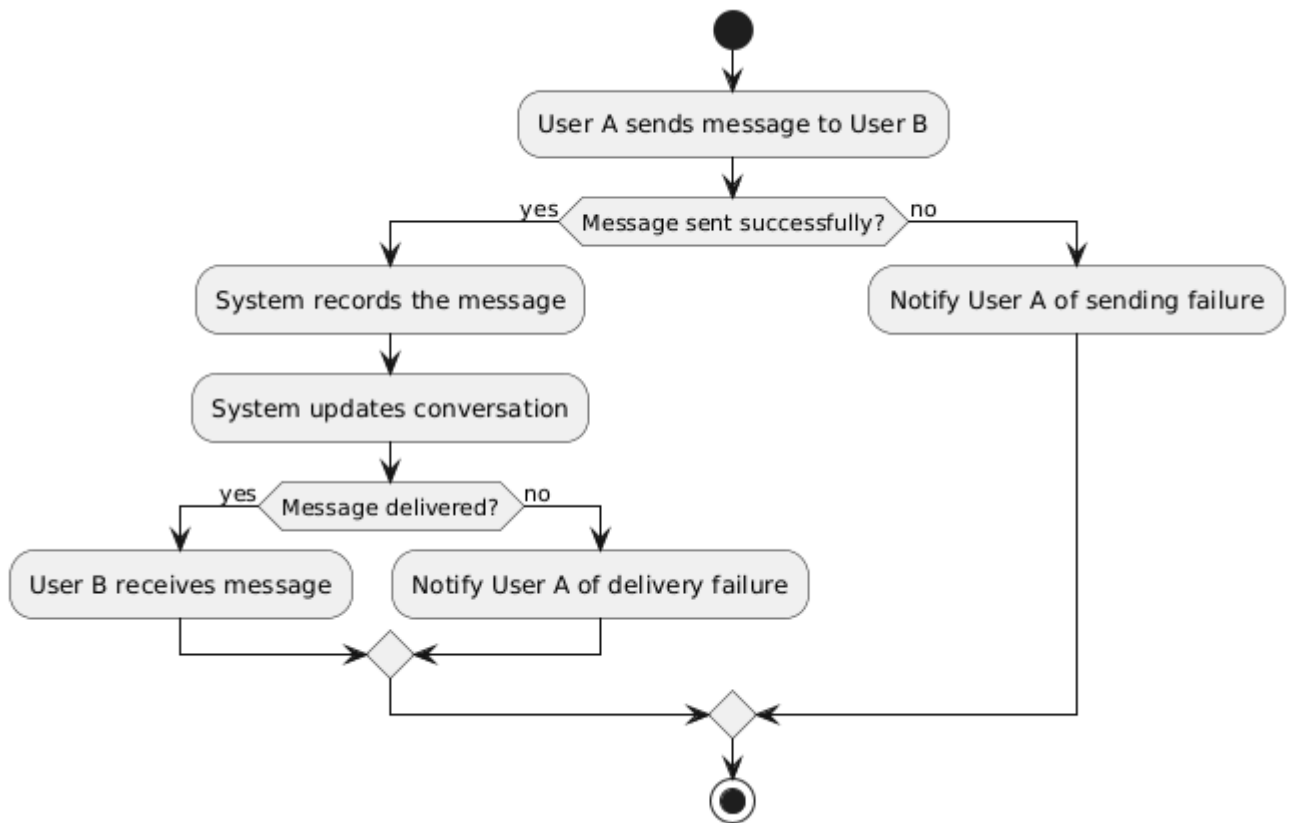 User A sends message to User B
yes
Message sent successfully?
no
System records the message
Notify User A of sending failure
System updates conversation
yes
Message delivered?
no
User B receives message
Notify User A of delivery failure